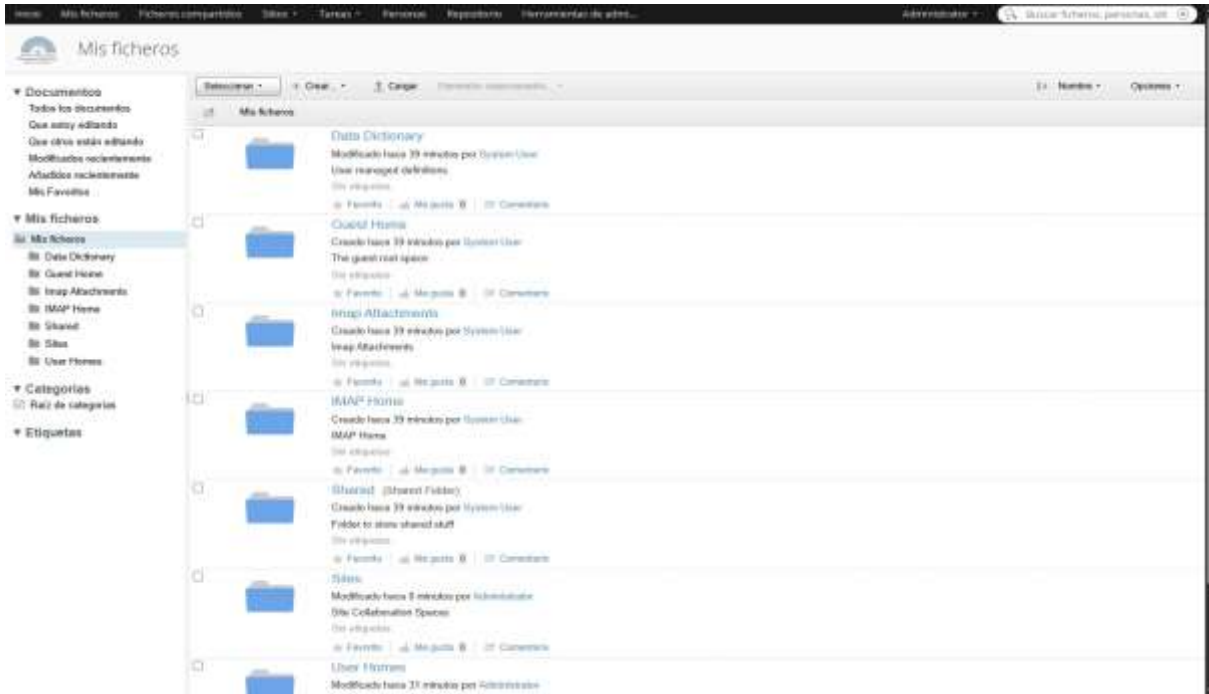 Inicio Mis ficheros Ficheros compartidos Sitios Tareas Personas Repositorio Herramientas de admi...
Administrator
Buscar ficheros, personas, siti
Mis ficheros
Documentos
Todos los documentos
Que estoy editando
Que otros están editando
Modificados recientemente
Añadidos recientemente
Mis Favoritos
Mis ficheros
Mis ficheros
Data Dictionary
Guest Home
Imap Attachments
IMAP Home
Shared
Sites
User Homes
Categorías
Raíz de categorías
Etiquetas
Seleccionar Crear... Cargar
Nombre Opciones
Mis ficheros
Data Dictionary
Modificado hace 39 minutos por System User
User managed definitions
Sin etiquetas
Favorito Me gusta 0 Comentario
Guest Home
Creado hace 39 minutos por System User
The guest root space
Sin etiquetas
Favorito Me gusta 0 Comentario
Imap Attachments
Creado hace 39 minutos por System User
Imap Attachments
Sin etiquetas
Favorito Me gusta 0 Comentario
IMAP Home
Creado hace 39 minutos por System User
IMAP Home
Sin etiquetas
Favorito Me gusta 0 Comentario
Shared (Shared Folder)
Creado hace 39 minutos por System User
Folder to store shared stuff
Sin etiquetas
Favorito Me gusta 0 Comentario
Sites
Modificado hace 8 minutos por Administrator
Site Collaboration Spaces
Sin etiquetas
Favorito Me gusta 0 Comentario
User Homes
Modificado hace 31 minutos por Administrator